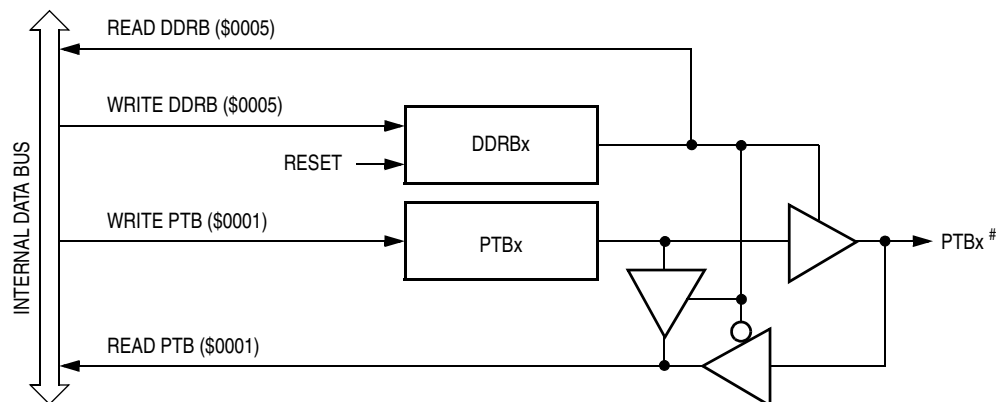 READ DDRB ($0005)
WRITE DDRB ($0005)
DDRBx
RESET
INTERNAL DATA BUS
WRITE PTB ($0001)
PTBx
PTBx #
READ PTB ($0001)